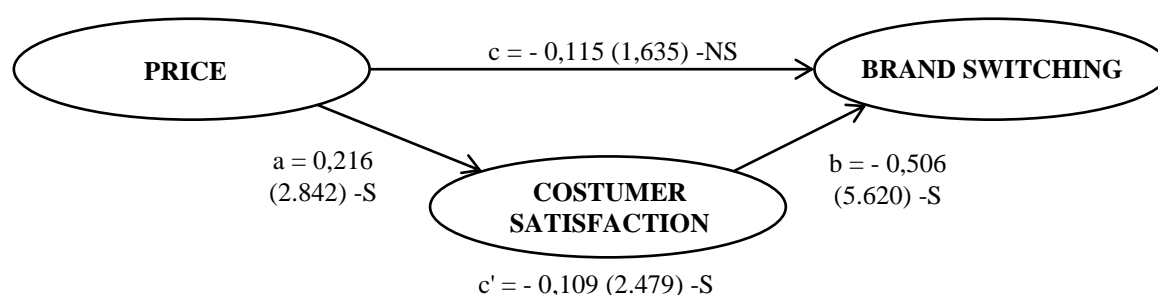 c = - 0,115 (1,635) -NS
PRICE
BRAND SWITCHING
a = 0,216
(2.842) -S
b = - 0,506
(5.620) -S
COSTUMER
SATISFACTION
c' = - 0,109 (2.479) -S